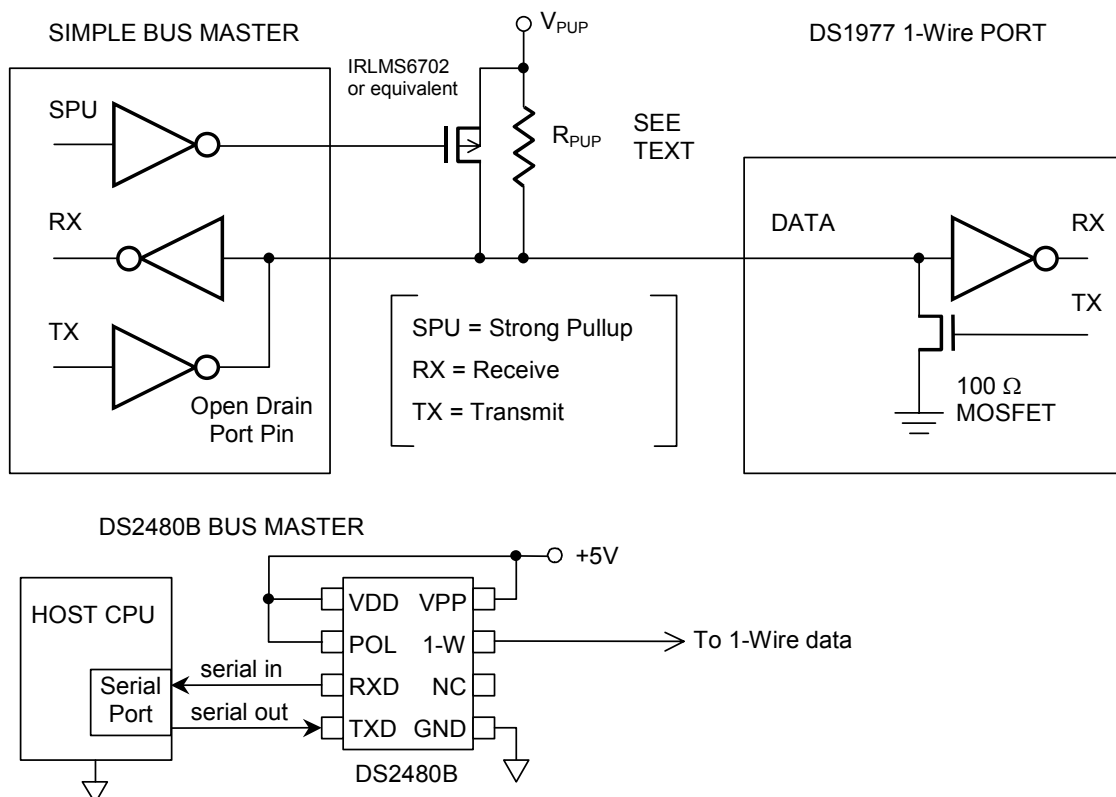 SIMPLE BUS MASTER
V_PUP
DS1977 1-Wire PORT
IRLMS6702
or equivalent
SPU
R_PUP
SEE
TEXT
RX
DATA
RX
TX
TX
Open Drain
Port Pin
SPU = Strong Pullup
RX = Receive
TX = Transmit
100 Ω
MOSFET
DS2480B BUS MASTER
+5V
HOST CPU
VDD VPP
POL 1-W
To 1-Wire data
serial in
RXD NC
Serial
Port
serial out
TXD GND
DS2480B